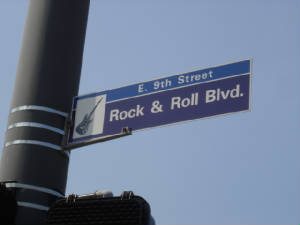 E. 9th Street
Rock & Roll Blvd.